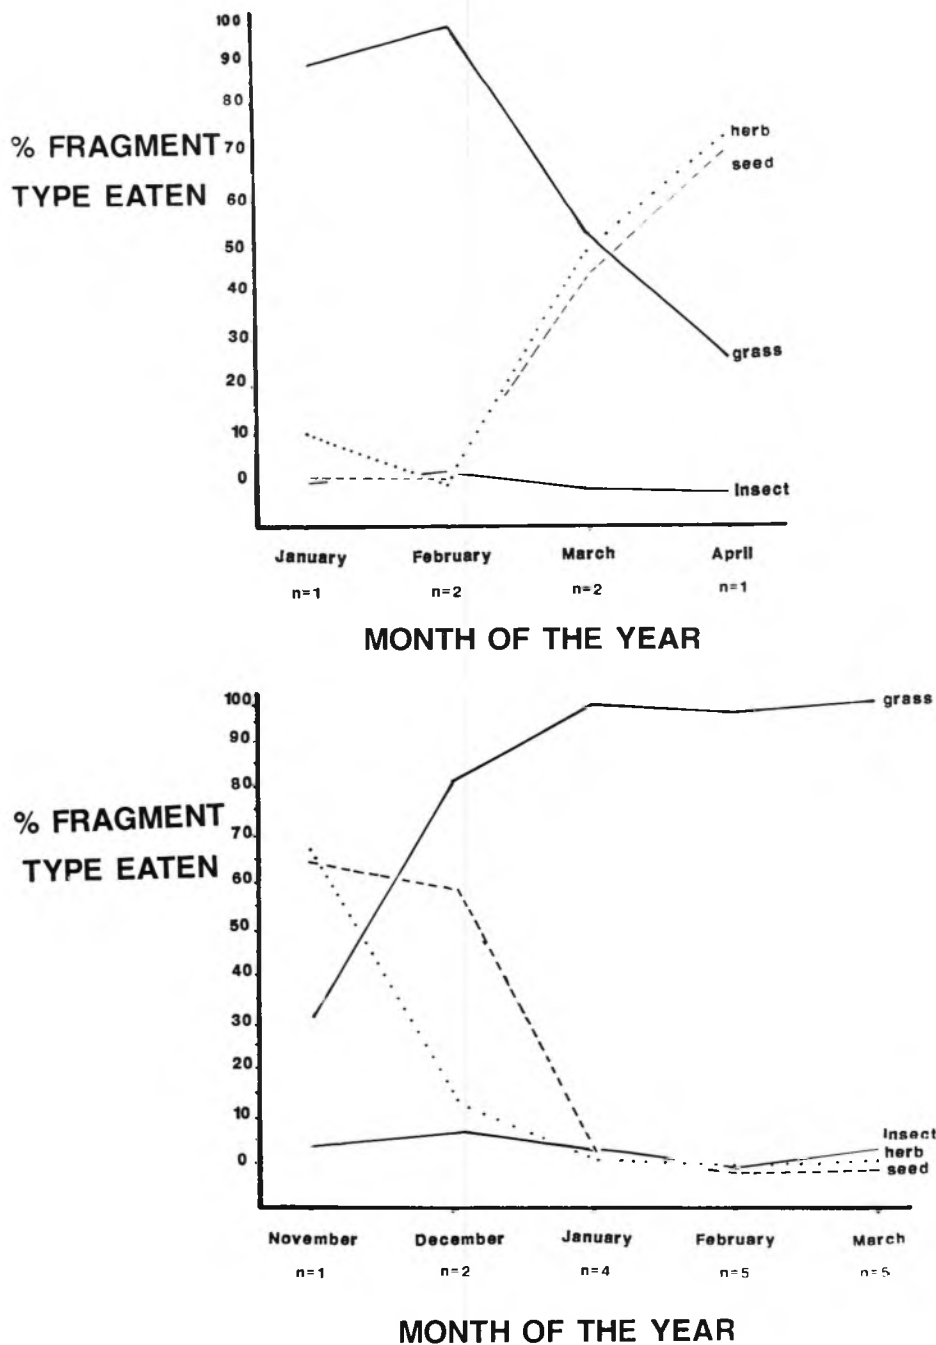 100
90
80
% FRAGMENT
70
TYPE EATEN
60
50
40
30
20
10
0
herb
seed
grass
Insect
January
February
March
April
n=1
n=2
n=2
n=1
MONTH OF THE YEAR
100
90
80
% FRAGMENT
70
TYPE EATEN
60
50
40
30
20
10
0
grass
Insect
herb
seed
November
December
January
February
March
n=1
n=2
n=4
n=5
n=5
MONTH OF THE YEAR